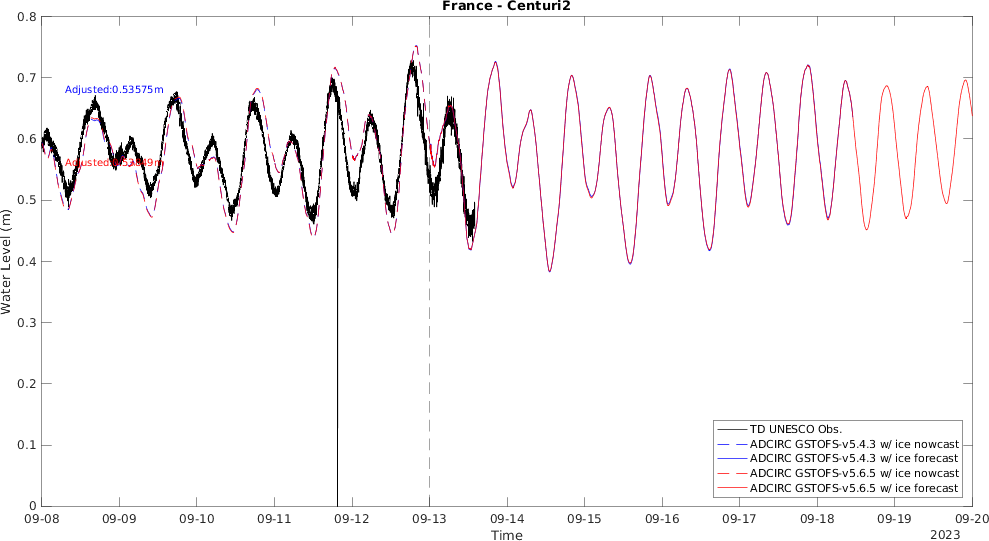 France - Centuri2
0.8
0.7
0.6
0.5
0.4
0.3
0.2
0.1
0
Water Level (m)
Adjusted:0.53575m
TD UNESCO Obs.
ADCIRC GSTOFS-v5.4.3 w/ ice nowcast
ADCIRC GSTOFS-v5.4.3 w/ ice forecast
ADCIRC GSTOFS-v5.6.5 w/ ice nowcast
ADCIRC GSTOFS-v5.6.5 w/ ice forecast
09-08 09-09 09-10 09-11 09-12 09-13 09-14 09-15 09-16 09-17 09-18 09-19 09-20
Time
2023